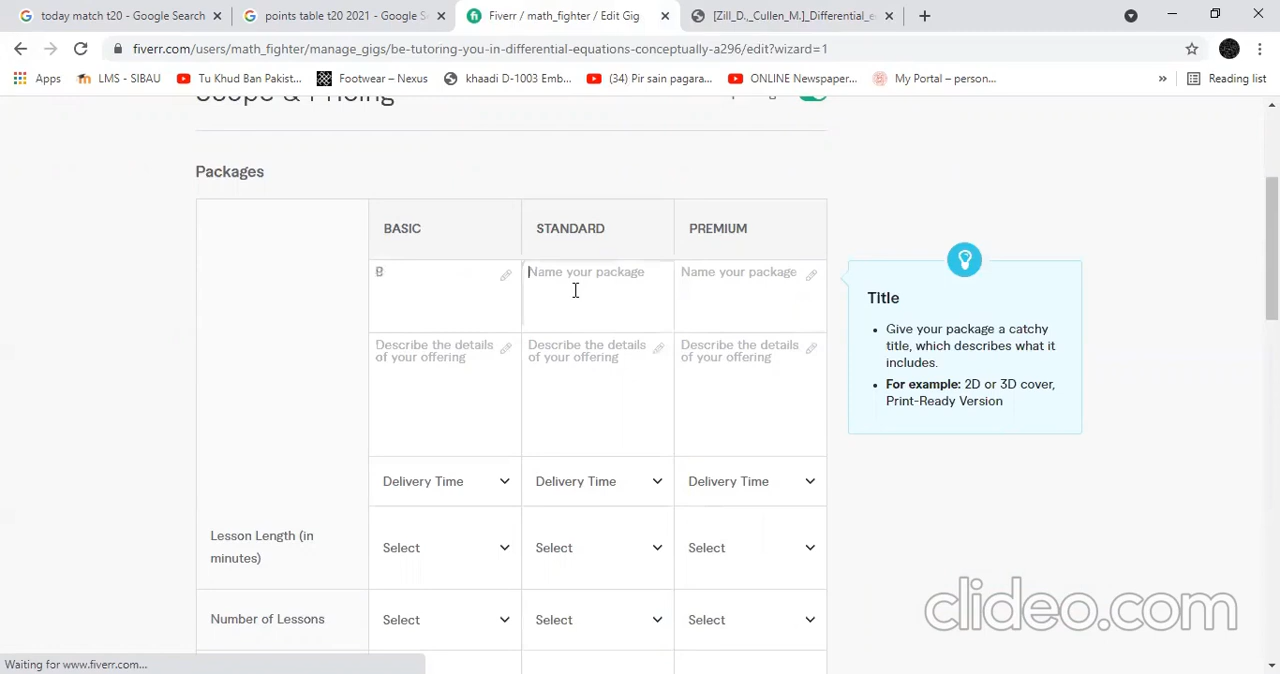 today match t20 - Google Search
points table t20 2021 - Google S
Fiverr / math_fighter / Edit Gig
[Zill_D.,_Cullen_M.]_Differential_e
fiverr.com/users/math_fighter/manage_gigs/be-tutoring-you-in-differential-equations-conceptually-a296/edit?wizard=1
Apps
LMS - SIBAU
Tu Khud Ban Pakist...
Footwear – Nexus
khaadi D-1003 Emb...
(34) Pir sain pagara...
ONLINE Newspaper...
My Portal – person...
»
Reading list
Scope & Pricing
Packages
BASIC STANDARD PREMIUM
B
Name your package
Name your package
Describe the details
of your offering
Describe the details
of your offering
Describe the details
of your offering
Delivery Time
Delivery Time
Delivery Time
Lesson Length (in
minutes)
Select
Select
Select
Number of Lessons
Select
Select
Select
Title
• Give your package a catchy
title, which describes what it
includes.
• For example: 2D or 3D cover,
Print-Ready Version
clideo.com
Waiting for www.fiverr.com...